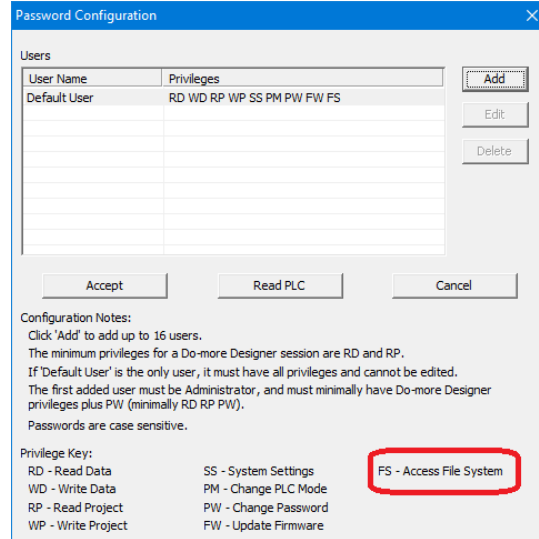 Password Configuration
Users
User Name Privileges
Add
Default User RD WD RP WP SS PM PW FW FS
Edit
Delete
Accept Read PLC Cancel
Configuration Notes:
Click 'Add' to add up to 16 users.
The minimum privileges for a Do-more Designer session are RD and RP.
If 'Default User' is the only user, it must have all privileges and cannot be edited.
The first added user must be Administrator, and must minimally have Do-more Designer
privileges plus PW (minimally RD RP PW).
Passwords are case sensitive.
Privilege Key:
RD - Read Data SS - System Settings FS - Access File System
WD - Write Data PM - Change PLC Mode
RP - Read Project PW - Change Password
WP - Write Project FW - Update Firmware